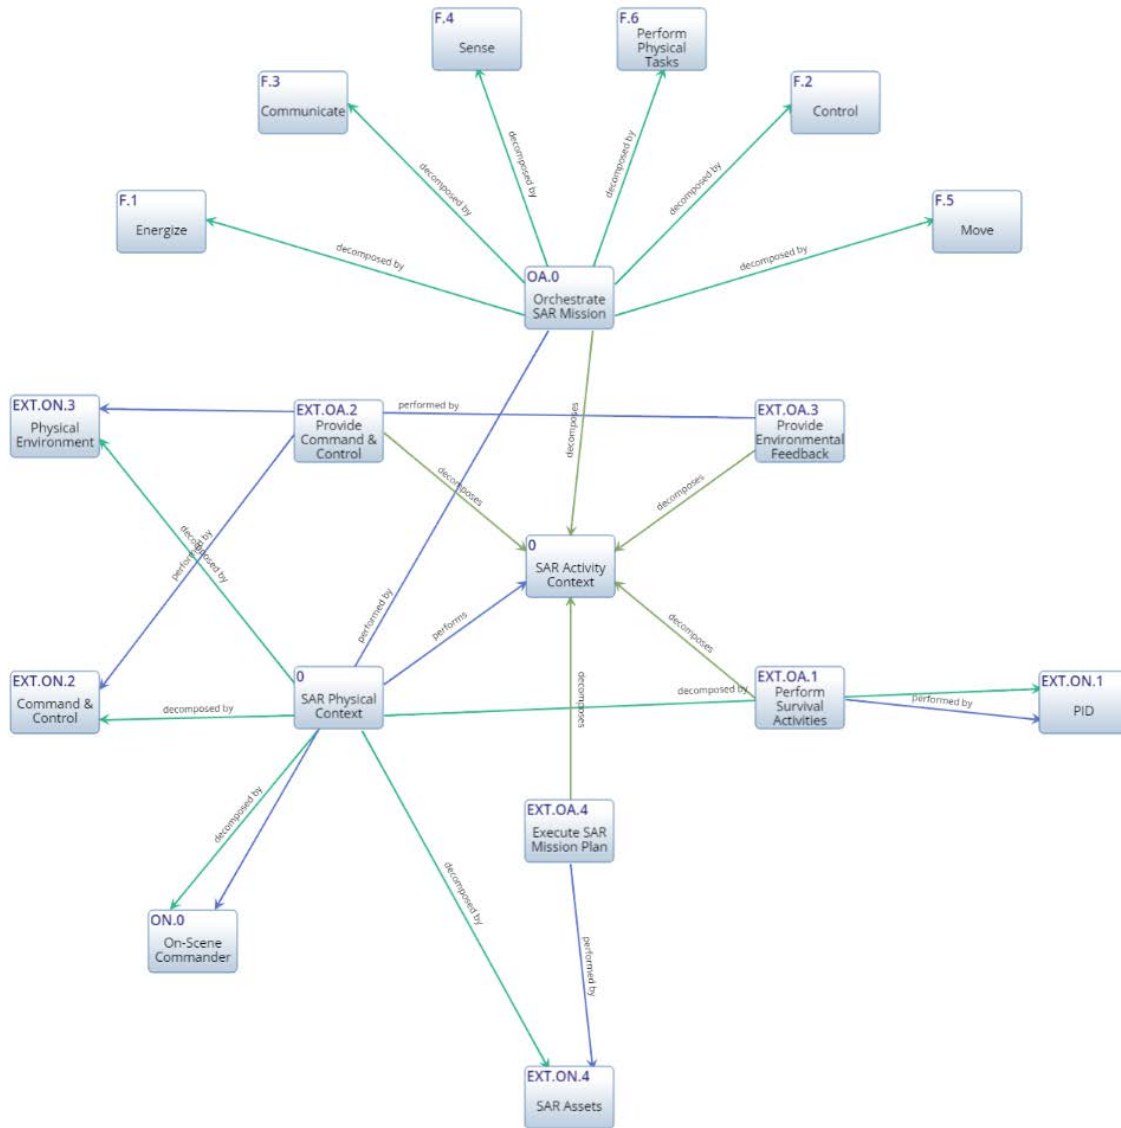 F.4
Sense
F.6
Perform
Physical
Tasks
F.3
Communicate
F.2
Control
decomposed by
decomposed by
decomposed by
decomposed by
F.1
Energize
F.5
Move
decomposed by
decomposed by
OA.0
Orchestrate
SAR Mission
EXT.ON.3
Physical
Environment
EXT.OA.2
Provide
Command &
Control
performed by
decomposes
EXT.OA.3
Provide
Environmental
Feedback
decomposes
decomposes
decomposed by
performed by
0
SAR Activity
Context
performed by
performs
decomposes
EXT.ON.2
Command &
Control
0
SAR Physical
Context
decomposed by
decomposed by
EXT.OA.1
Perform
Survival
Activities
performed by
EXT.ON.1
PID
decomposes
decomposed by
EXT.OA.4
Execute SAR
Mission Plan
decomposed by
ON.0
On-Scene
Commander
performed by
EXT.ON.4
SAR Assets